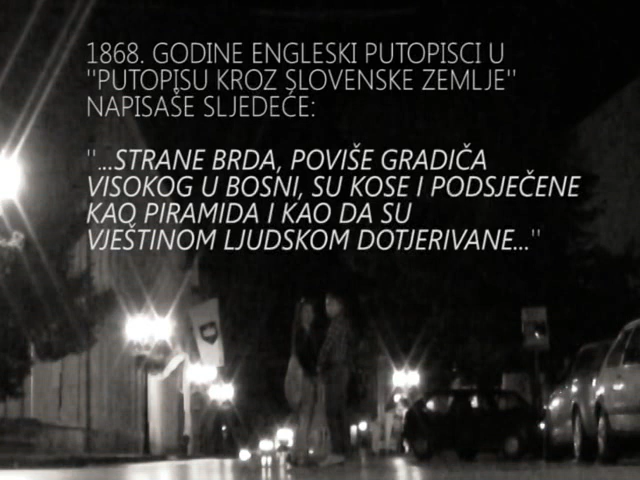 1868. GODINE ENGLESKI PUTOPISCI U
"PUTOPISU KROZ SLOVENSKE ZEMLJE"
NAPISAŠE SLJEDEĆE:
"...STRANE BRDA, POVIŠE GRADIČA
VISOKOG U BOSNI, SU KOSE I PODSJEČENE
KAO PIRAMIDA I KAO DA SU
VJEŠTINOM LJUDSKOM DOTJERIVANE..."